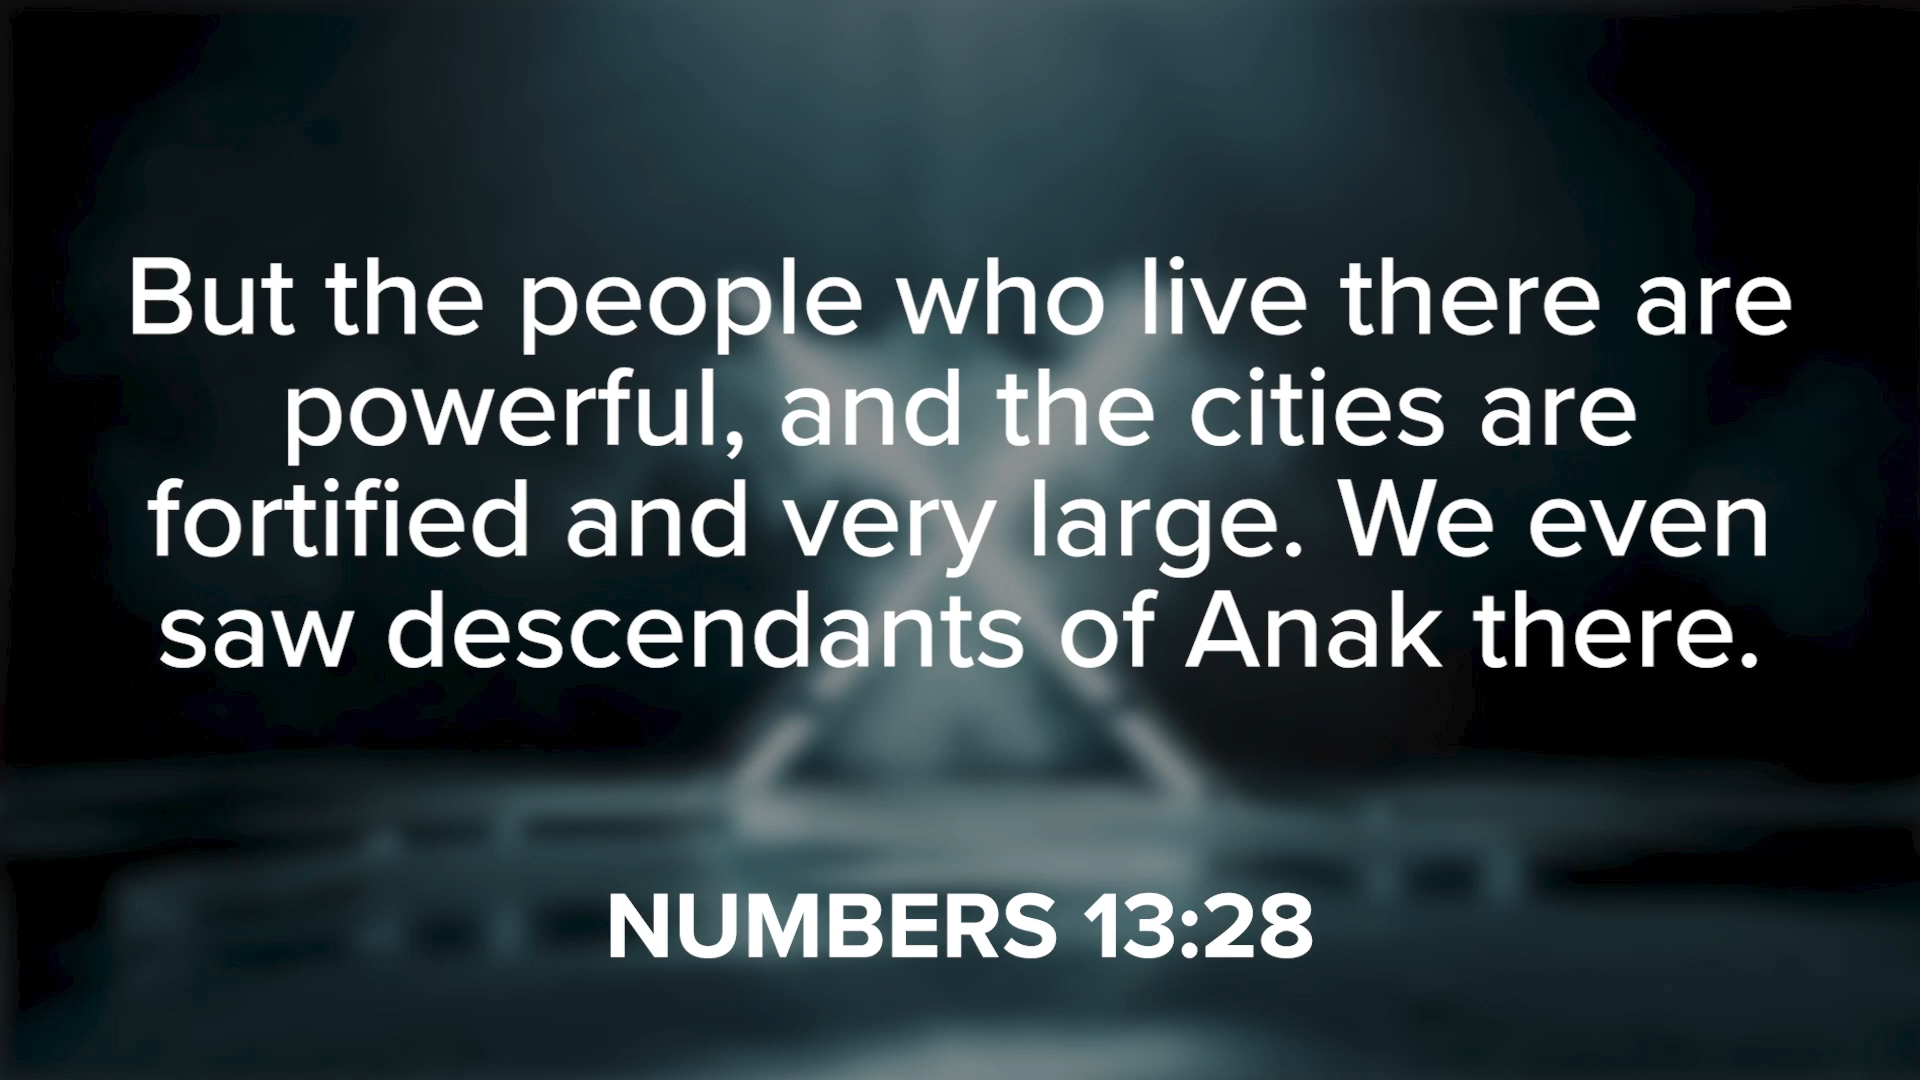 But the people who live there are
powerful, and the cities are
fortified and very large. We even
saw descendants of Anak there.
NUMBERS 13:28